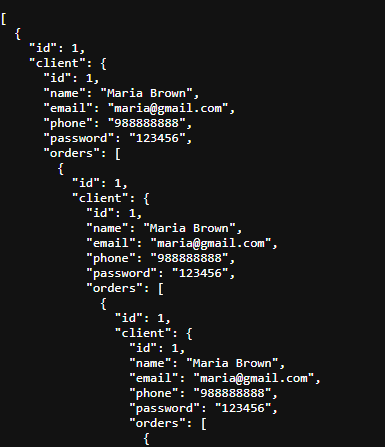 [
  {
    "id": 1,
    "client": {
      "id": 1,
      "name": "Maria Brown",
      "email": "maria@gmail.com",
      "phone": "988888888",
      "password": "123456",
      "orders": [
        {
          "id": 1,
          "client": {
            "id": 1,
            "name": "Maria Brown",
            "email": "maria@gmail.com",
            "phone": "988888888",
            "password": "123456",
            "orders": [
              {
                "id": 1,
                "client": {
                  "id": 1,
                  "name": "Maria Brown",
                  "email": "maria@gmail.com",
                  "phone": "988888888",
                  "password": "123456",
                  "orders": [
                    {